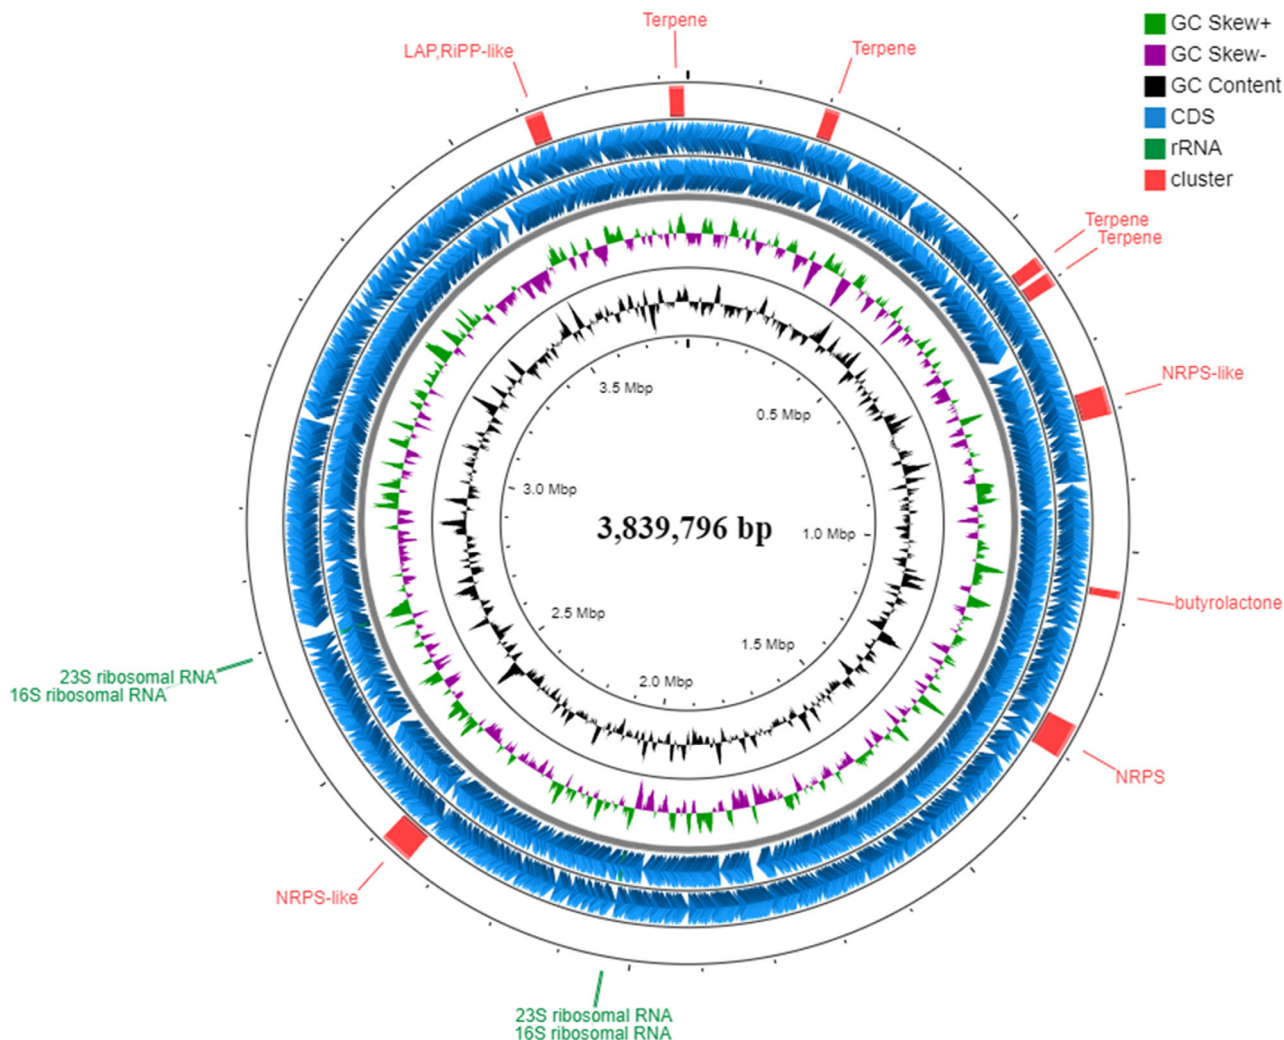 Terpene
LAP,RiPP-like
Terpene
GC Skew+
GC Skew-
GC Content
CDS
rRNA
cluster
Terpene
Terpene
NRPS-like
3.5 Mbp
0.5 Mbp
3.0 Mbp
3,839,796 bp
1.0 Mbp
butyrolactone
2.5 Mbp
1.5 Mbp
2.0 Mbp
23S ribosomal RNA
16S ribosomal RNA
NRPS
NRPS-like
23S ribosomal RNA
16S ribosomal RNA